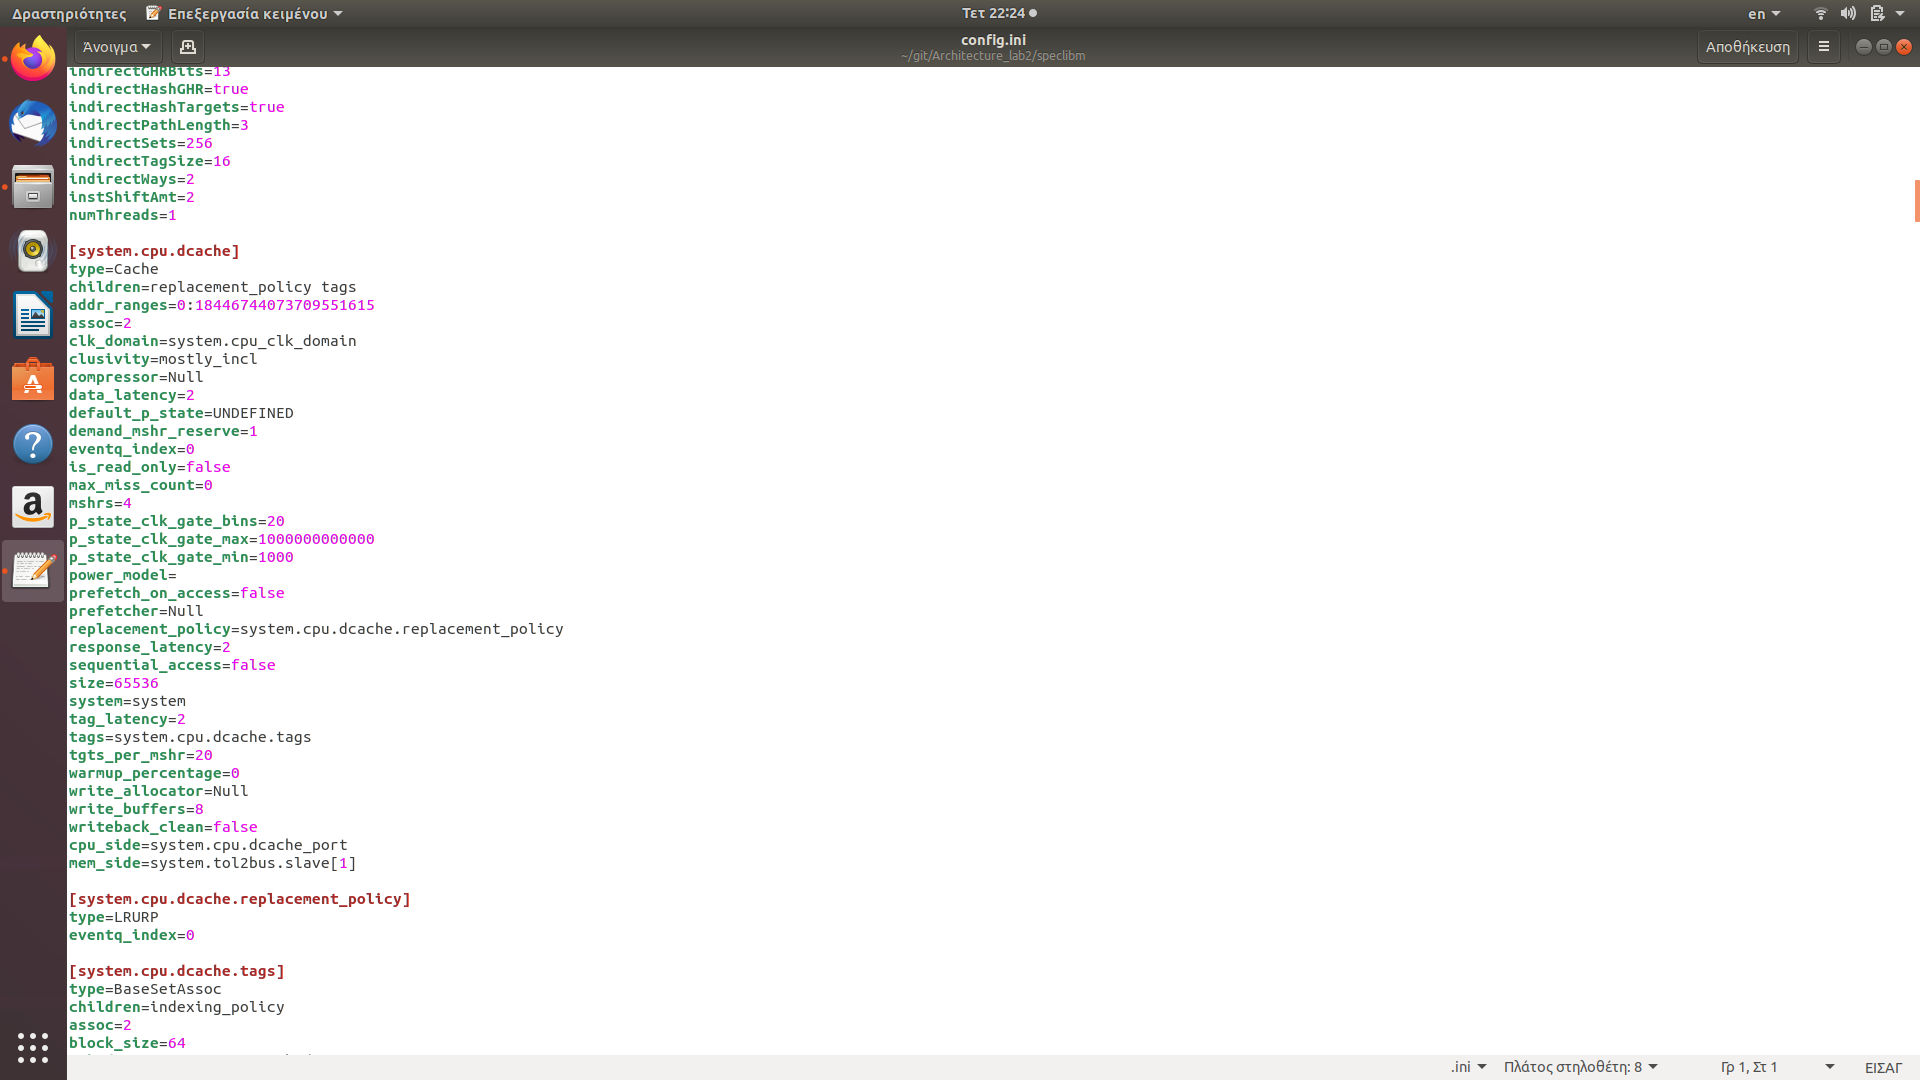 Δραστηριότητες
Επεξεργασία κειμένου
Τετ 22:24
en
Άνοιγμα
config.ini
~/git/Architecture_lab2/speclibm
Αποθήκευση
indirectGHRBits=13
indirectHashGHR=true
indirectHashTargets=true
indirectPathLength=3
indirectSets=256
indirectTagSize=16
indirectWays=2
instShiftAmt=2
numThreads=1
[system.cpu.dcache]
type=Cache
children=replacement_policy tags
addr_ranges=0:18446744073709551615
assoc=2
clk_domain=system.cpu_clk_domain
clusivity=mostly_incl
compressor=Null
data_latency=2
default_p_state=UNDEFINED
demand_mshr_reserve=1
eventq_index=0
is_read_only=false
max_miss_count=0
mshrs=4
p_state_clk_gate_bins=20
p_state_clk_gate_max=1000000000000
p_state_clk_gate_min=1000
power_model=
prefetch_on_access=false
prefetcher=Null
replacement_policy=system.cpu.dcache.replacement_policy
response_latency=2
sequential_access=false
size=65536
system=system
tag_latency=2
tags=system.cpu.dcache.tags
tgts_per_mshr=20
warmup_percentage=0
write_allocator=Null
write_buffers=8
writeback_clean=false
cpu_side=system.cpu.dcache_port
mem_side=system.tol2bus.slave[1]
[system.cpu.dcache.replacement_policy]
type=LRURP
eventq_index=0
[system.cpu.dcache.tags]
type=BaseSetAssoc
children=indexing_policy
assoc=2
block_size=64
.ini
Πλάτος στηλοθέτη: 8
Γρ 1, Στ 1
ΕΙΣΑΓ